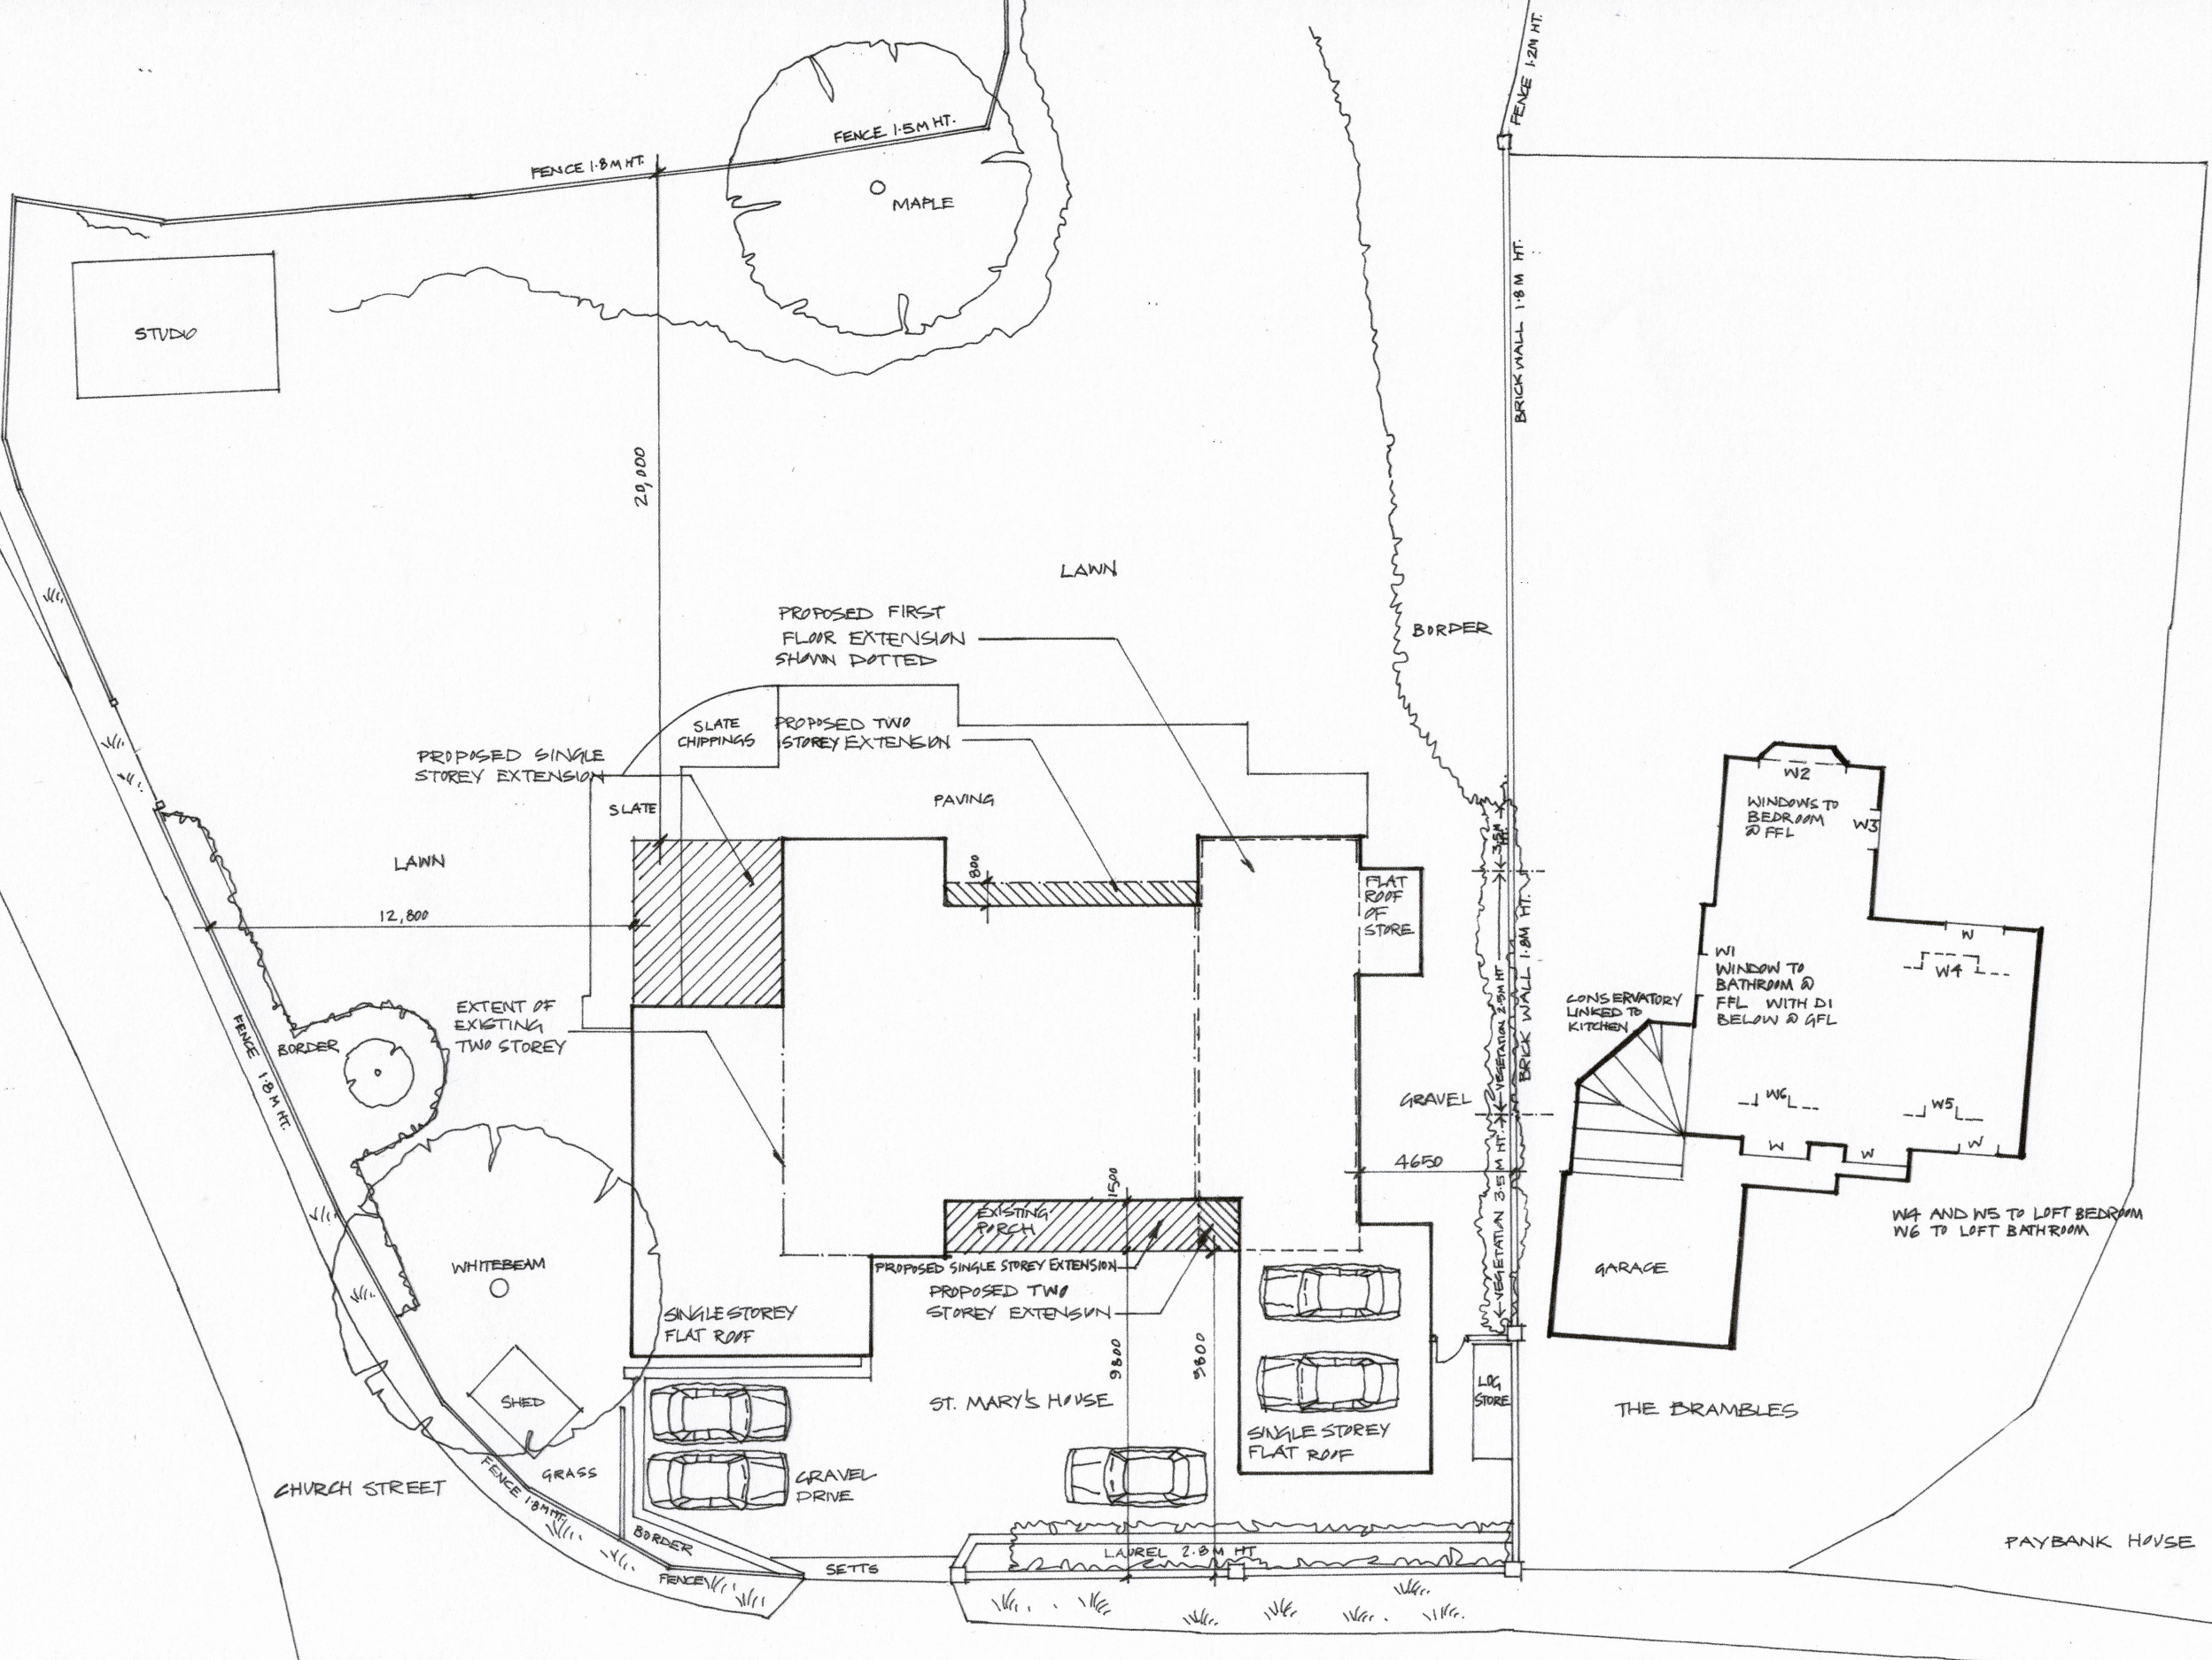 FENCE 1.2M HT.
FENCE 1.5M HT.
FENCE 1.8M HT.
MAPLE
STUDIO
BRICK WALL 1.8M HT.
20,000
LAWN
PROPOSED FIRST
FLOOR EXTENSION
SHOWN DOTTED
BORDER
SLATE
CHIPPINGS
PROPOSED TWO
STOREY EXTENSION
PROPOSED SINGLE
STOREY EXTENSION
SLATE
PAVING
W2
WINDOWS TO
BEDROOM
@ FFL
W3
3.5M
HT.
LAWN
800
FLAT
ROOF
OF
STORE
12,800
W
W4
W1
WINDOW TO
BATHROOM @
FFL WITH D1
BELOW @ GFL
CONSERVATORY
LINKED TO
KITCHEN
VEGETATION 2.5M HT
BRICK WALL 1.8M HT.
EXTENT OF
EXISTING
TWO STOREY
BORDER
FENCE 1.8M HT.
GRAVEL
W6
W5
W
W
W
4650
1500
EXISTING
PORCH
VEGETATION 3.5M HT.
W4 AND W5 TO LOFT BEDROOM
W6 TO LOFT BATHROOM
WHITEBEAM
PROPOSED SINGLE STOREY EXTENSION
PROPOSED TWO
STOREY EXTENSION
GARAGE
SINGLE STOREY
FLAT ROOF
9800
9800
SHED
ST. MARY'S HOUSE
LOG
STORE
THE BRAMBLES
SINGLE STOREY
FLAT ROOF
GRASS
CHURCH STREET
FENCE 1.8M HT.
GRAVEL
DRIVE
BORDER
LAUREL 2.8M HT
PAYBANK HOUSE
SETTS
FENCE